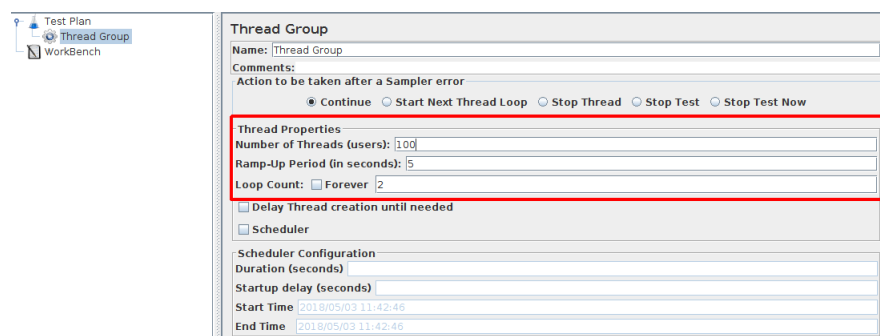 Test Plan
Thread Group
WorkBench
Thread Group
Name: Thread Group
Comments:
Action to be taken after a Sampler error
Continue Start Next Thread Loop Stop Thread Stop Test Stop Test Now
Thread Properties
Number of Threads (users): 100
Ramp-Up Period (in seconds): 5
Loop Count: Forever 2
Delay Thread creation until needed
Scheduler
Scheduler Configuration
Duration (seconds)
Startup delay (seconds)
Start Time 2018/05/03 11:42:46
End Time 2018/05/03 11:42:46